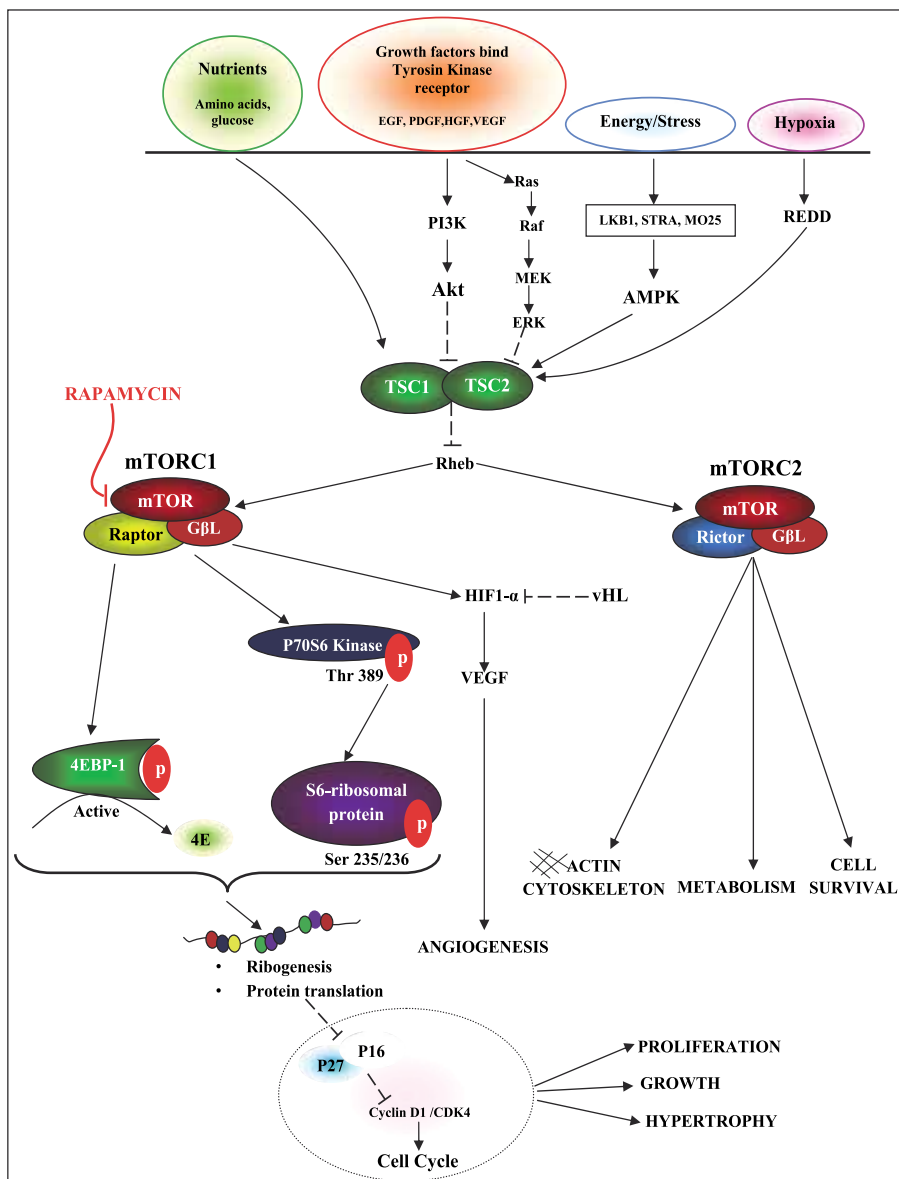 Nutrients
Amino acids,
glucose
Growth factors bind
Tyrosin Kinase
receptor
EGF, PDGF,HGF,VEGF
Energy/Stress
Hypoxia
Ras
PI3K
Raf
LKB1, STRA, MO25
REDD
MEK
Akt
AMPK
ERK
TSC1
TSC2
RAPAMYCIN
Rheb
mTORC1
mTOR
Raptor
GβL
mTORC2
mTOR
Rictor
GβL
HIF1-α
vHL
P70S6 Kinase
p
Thr 389
VEGF
4EBP-1
p
Active
4E
S6-ribosomal
protein
p
Ser 235/236
ACTIN
CYTOSKELETON
METABOLISM
CELL
SURVIVAL
ANGIOGENESIS
• Ribogenesis
• Protein translation
P16
P27
Cyclin D1 /CDK4
Cell Cycle
PROLIFERATION
GROWTH
HYPERTROPHY